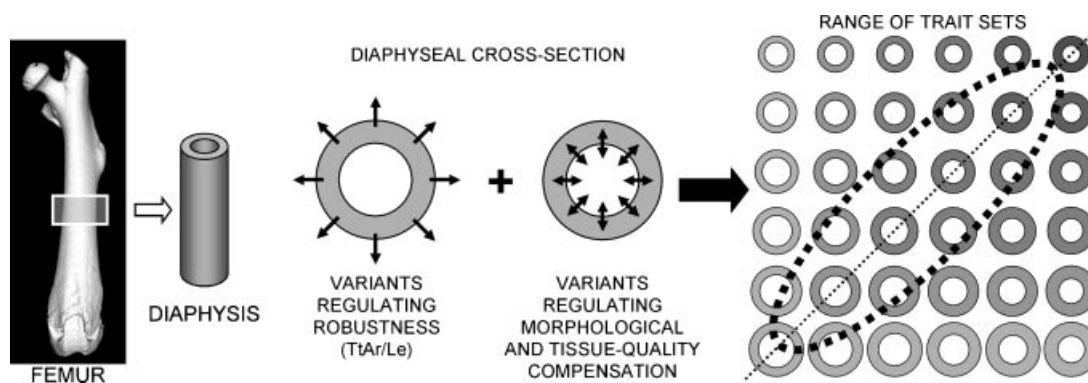 RANGE OF TRAIT SETS
DIAPHYSEAL CROSS-SECTION
FEMUR
DIAPHYSIS
VARIANTS
REGULATING
ROBUSTNESS
(TtAr/Le)
+
VARIANTS
REGULATING
MORPHOLOGICAL
AND TISSUE-QUALITY
COMPENSATION